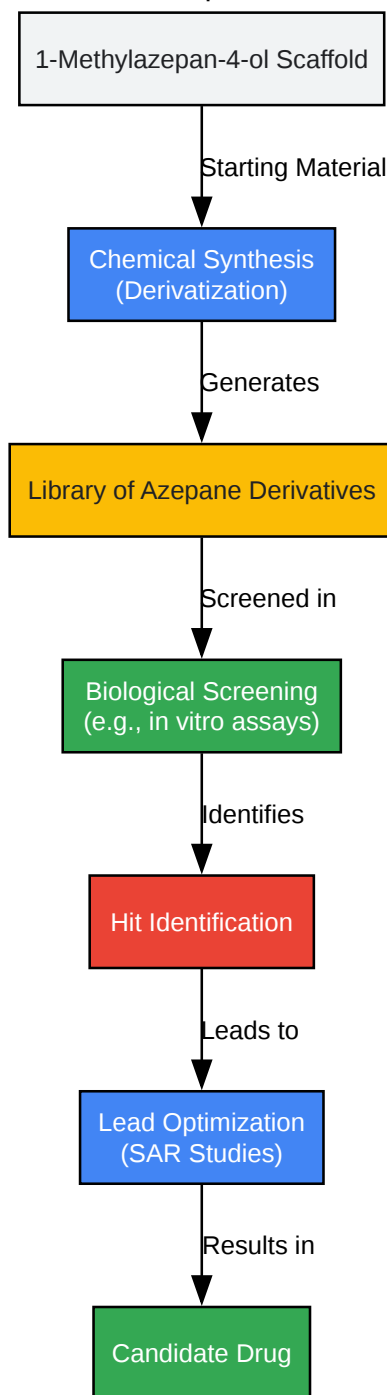 1-Methylazepan-4-ol Scaffold
Starting Material
Chemical Synthesis
(Derivatization)
Generates
Library of Azepane Derivatives
Screened in
Biological Screening
(e.g., in vitro assays)
Identifies
Hit Identification
Leads to
Lead Optimization
(SAR Studies)
Results in
Candidate Drug